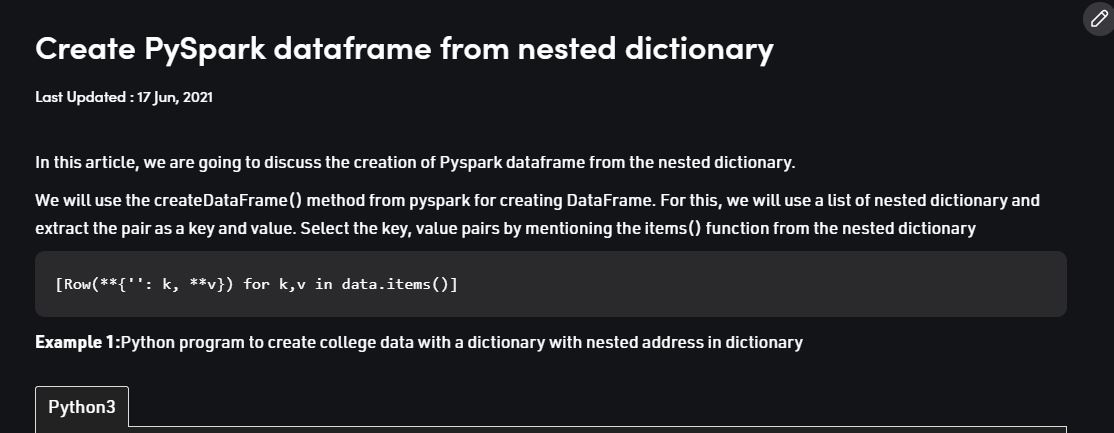 Create PySpark dataframe from nested dictionary
Last Updated : 17 Jun, 2021
In this article, we are going to discuss the creation of Pyspark dataframe from the nested dictionary.
We will use the createDataFrame() method from pyspark for creating DataFrame. For this, we will use a list of nested dictionary and
extract the pair as a key and value. Select the key, value pairs by mentioning the items() function from the nested dictionary
[Row(**{'': k, **v}) for k,v in data.items()]
Example 1:Python program to create college data with a dictionary with nested address in dictionary
Python3